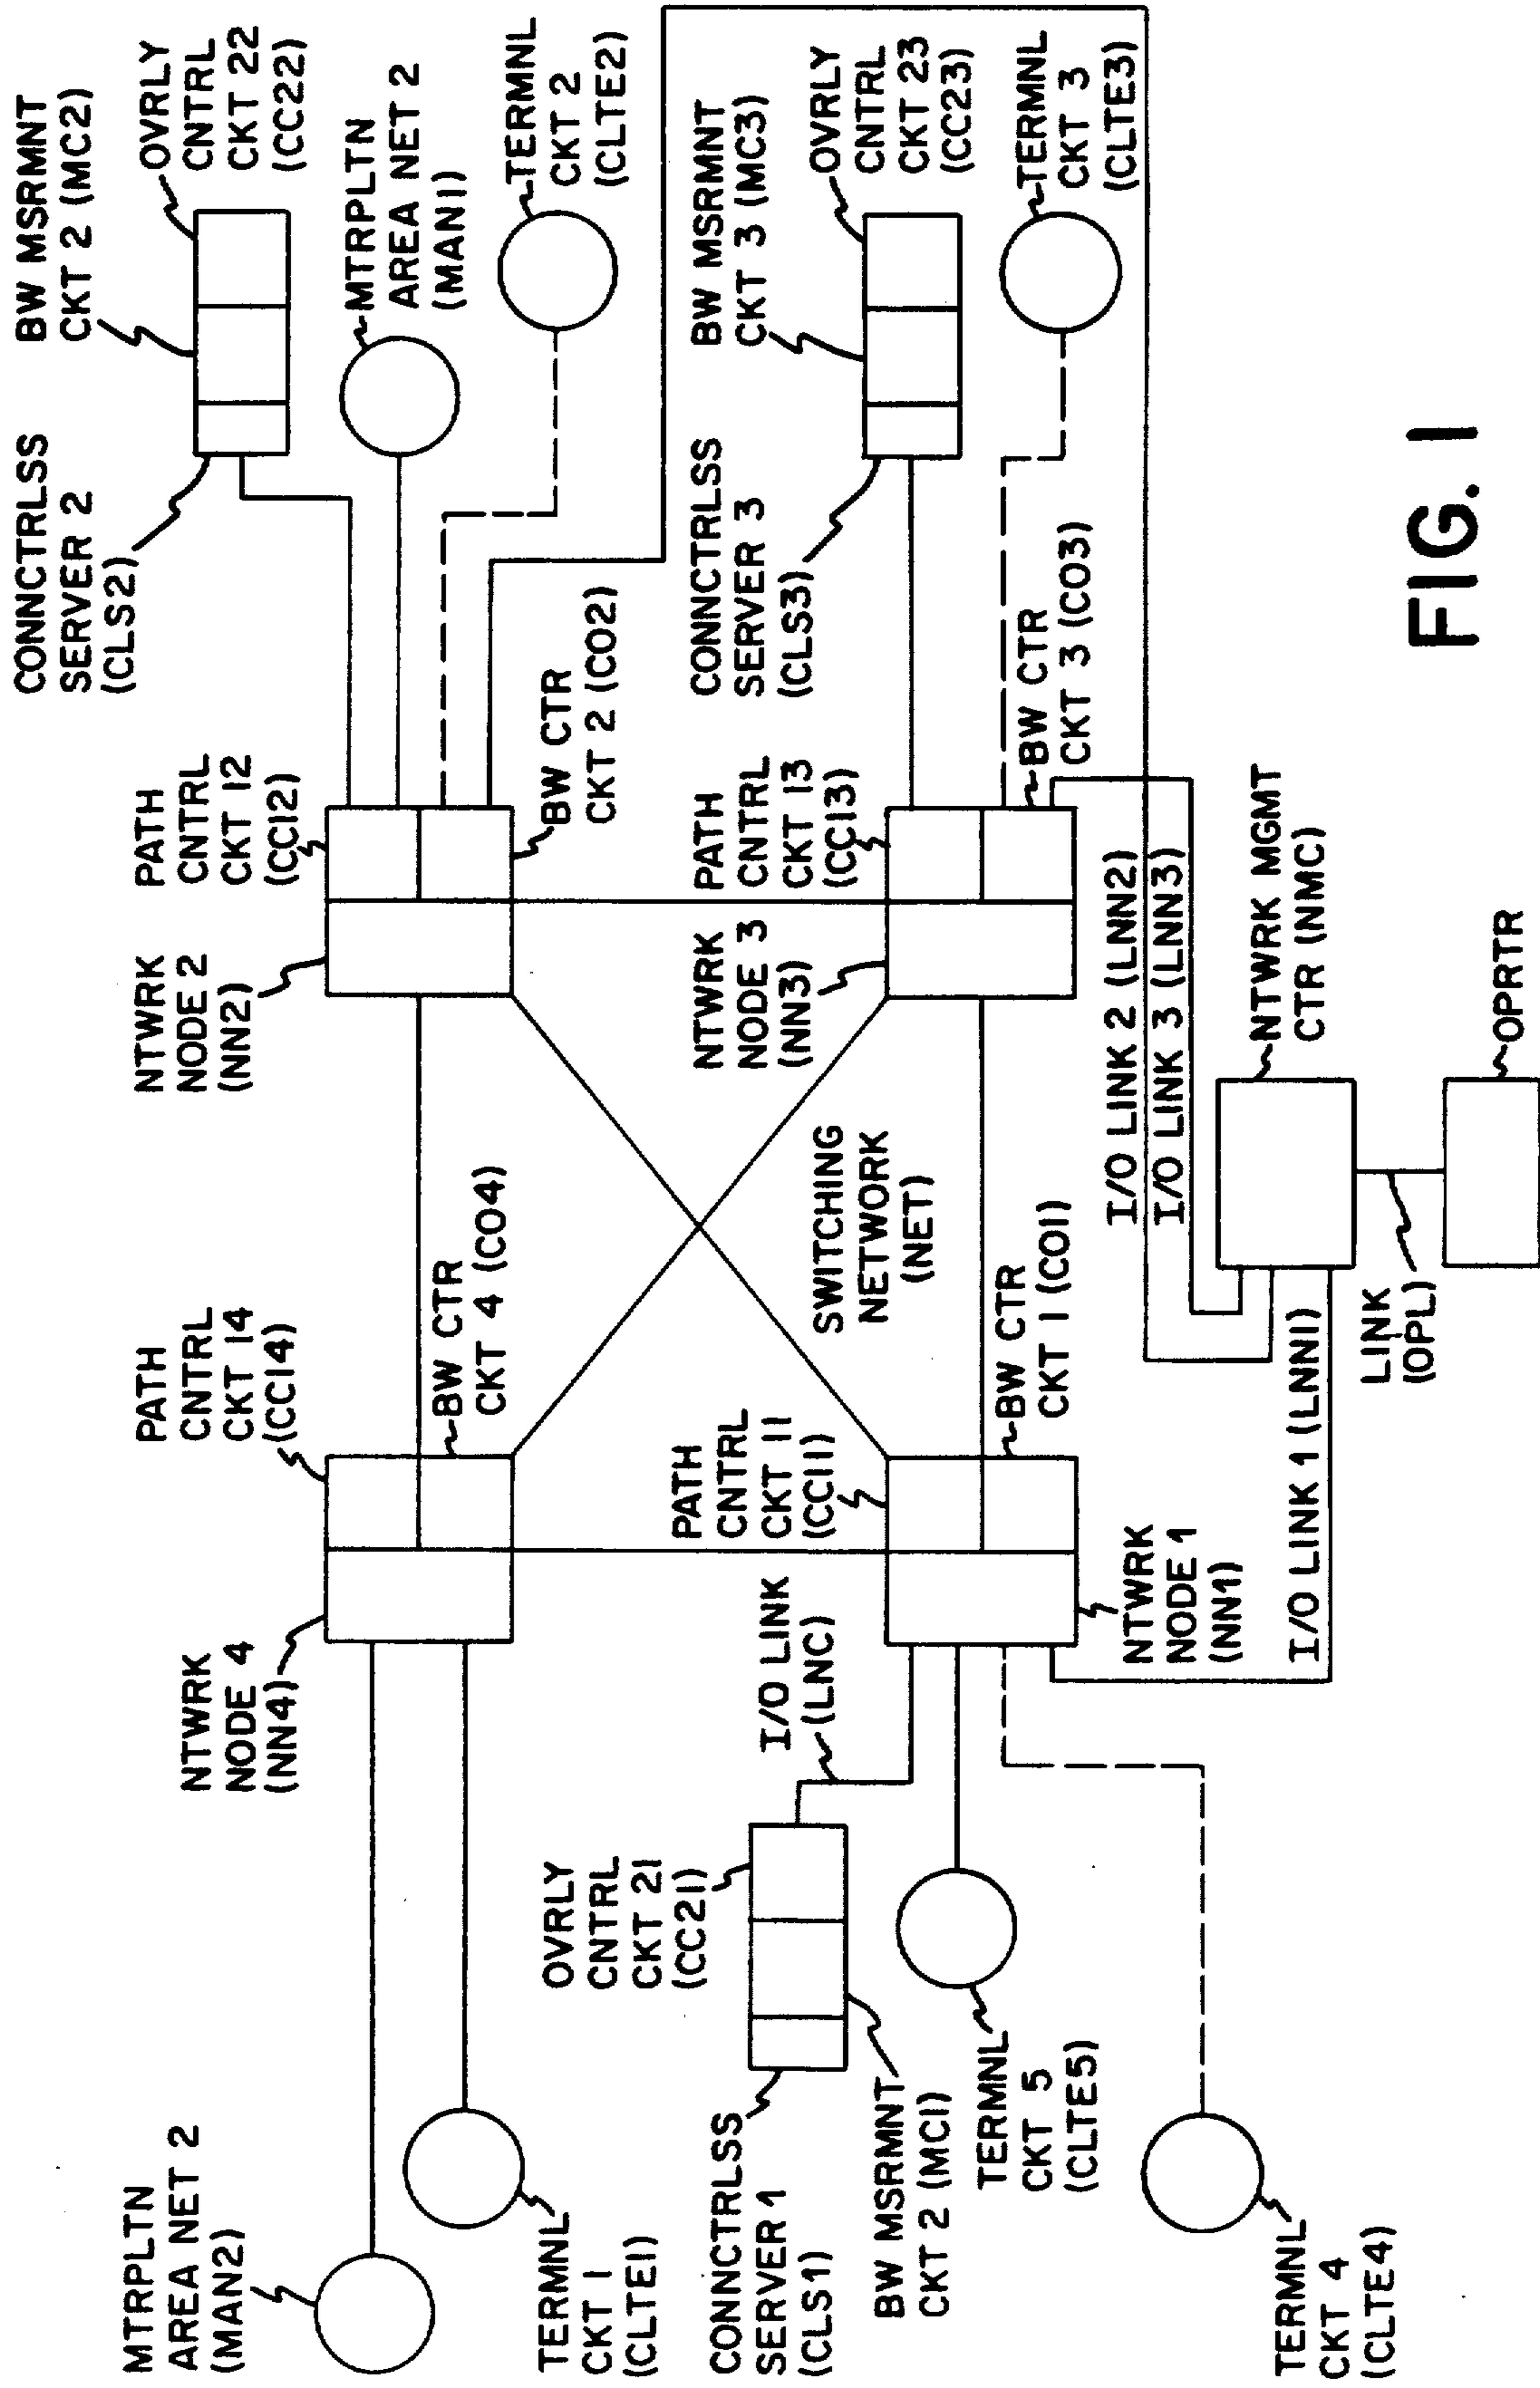 CONNCTRLSS
SERVER 2
(CLS2)
BW MSRMNT
CKT 2 (MC2)
OVRLY
CNTRL
CKT 22
(CC22)
MTRPLTN
AREA NET 2
(MAN1)
TERMNL
CKT 2
(CLTE2)
PATH
CNTRL
CKT 12
(CC12)
NTWRK
NODE 2
(NN2)
BW CTR
CKT 2 (CO2)
PATH
CNTRL
CKT 14
(CC14)
NTWRK
NODE 4
(NN4)
BW CTR
CKT 4 (CO4)
MTRPLTN
AREA NET 2
(MAN2)
TERMNL
CKT 1
(CLTE1)
CONNCTRLSS
SERVER 3
(CLS3)
BW MSRMNT
CKT 3 (MC3)
OVRLY
CNTRL
CKT 23
(CC23)
TERMNL
CKT 3
(CLTE3)
PATH
CNTRL
CKT 13
(CC13)
NTWRK
NODE 3
(NN3)
BW CTR
CKT 3 (CO3)
SWITCHING
NETWORK
(NET)
PATH
CNTRL
CKT 11
(CC11)
BW CTR
CKT 1 (CO1)
NTWRK
NODE 1
(NN1)
I/O LINK
(LNC)
OVRLY
CNTRL
CKT 21
(CC21)
CONNCTRLSS
SERVER 1
(CLS1)
BW MSRMNT
CKT 2 (MC1)
TERMNL
CKT 5
(CLTE5)
TERMNL
CKT 4
(CLTE4)
I/O LINK 2 (LNN2)
I/O LINK 3 (LNN3)
I/O LINK 1 (LNN1)
NTWRK MGMT
CTR (NMC)
LINK
(OPL)
OPRTR
FIG. 1